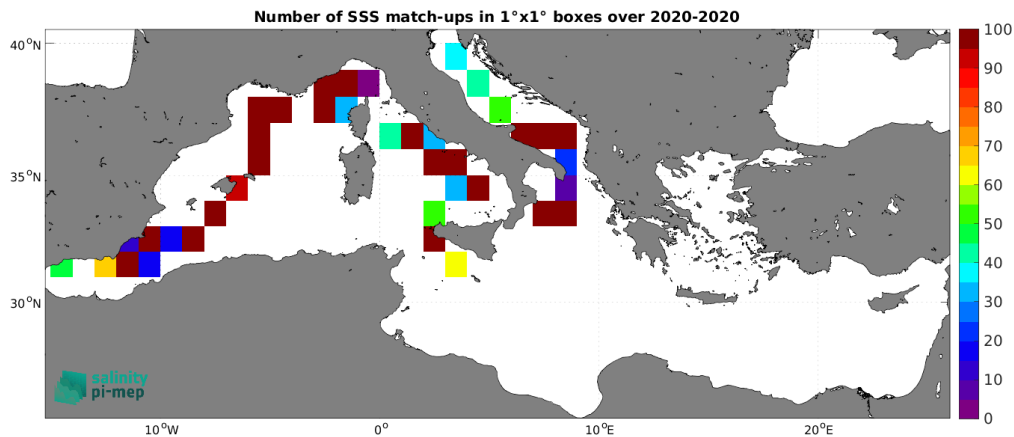 Number of SSS match-ups in 1°x1° boxes over 2020-2020
40°N
35°N
30°N
10°W
0°
10°E
20°E
100
90
80
70
60
50
40
30
20
10
0
salinity
pi-mep